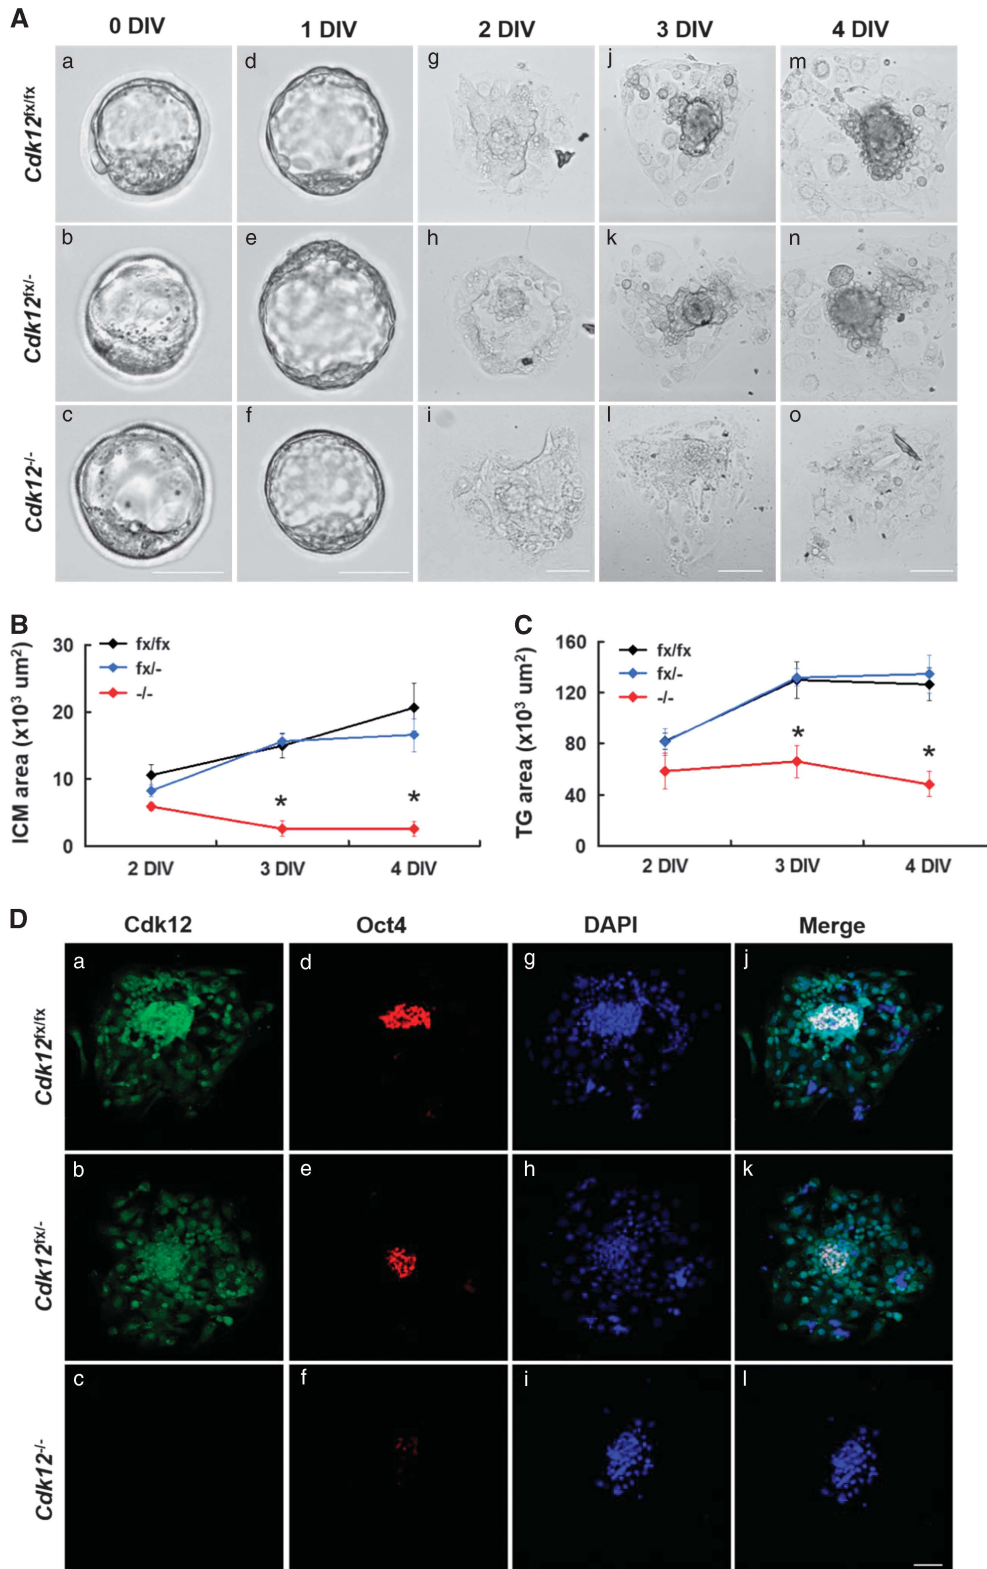 A
0 DIV 1 DIV 2 DIV 3 DIV 4 DIV
Cdk12fx/fx
a d g j m
Cdk12fx/-
b e h k n
Cdk12-/-
c f i l o
B
ICM area (x10³ um²)
30
20
10
0
fx/fx
fx/-
-/-
* *
2 DIV 3 DIV 4 DIV
C
TG area (x10³ um²)
160
120
80
40
0
fx/fx
fx/-
-/-
* *
2 DIV 3 DIV 4 DIV
D
Cdk12 Oct4 DAPI Merge
Cdk12fx/fx
a d g j
Cdk12fx/-
b e h k
Cdk12-/-
c f i l